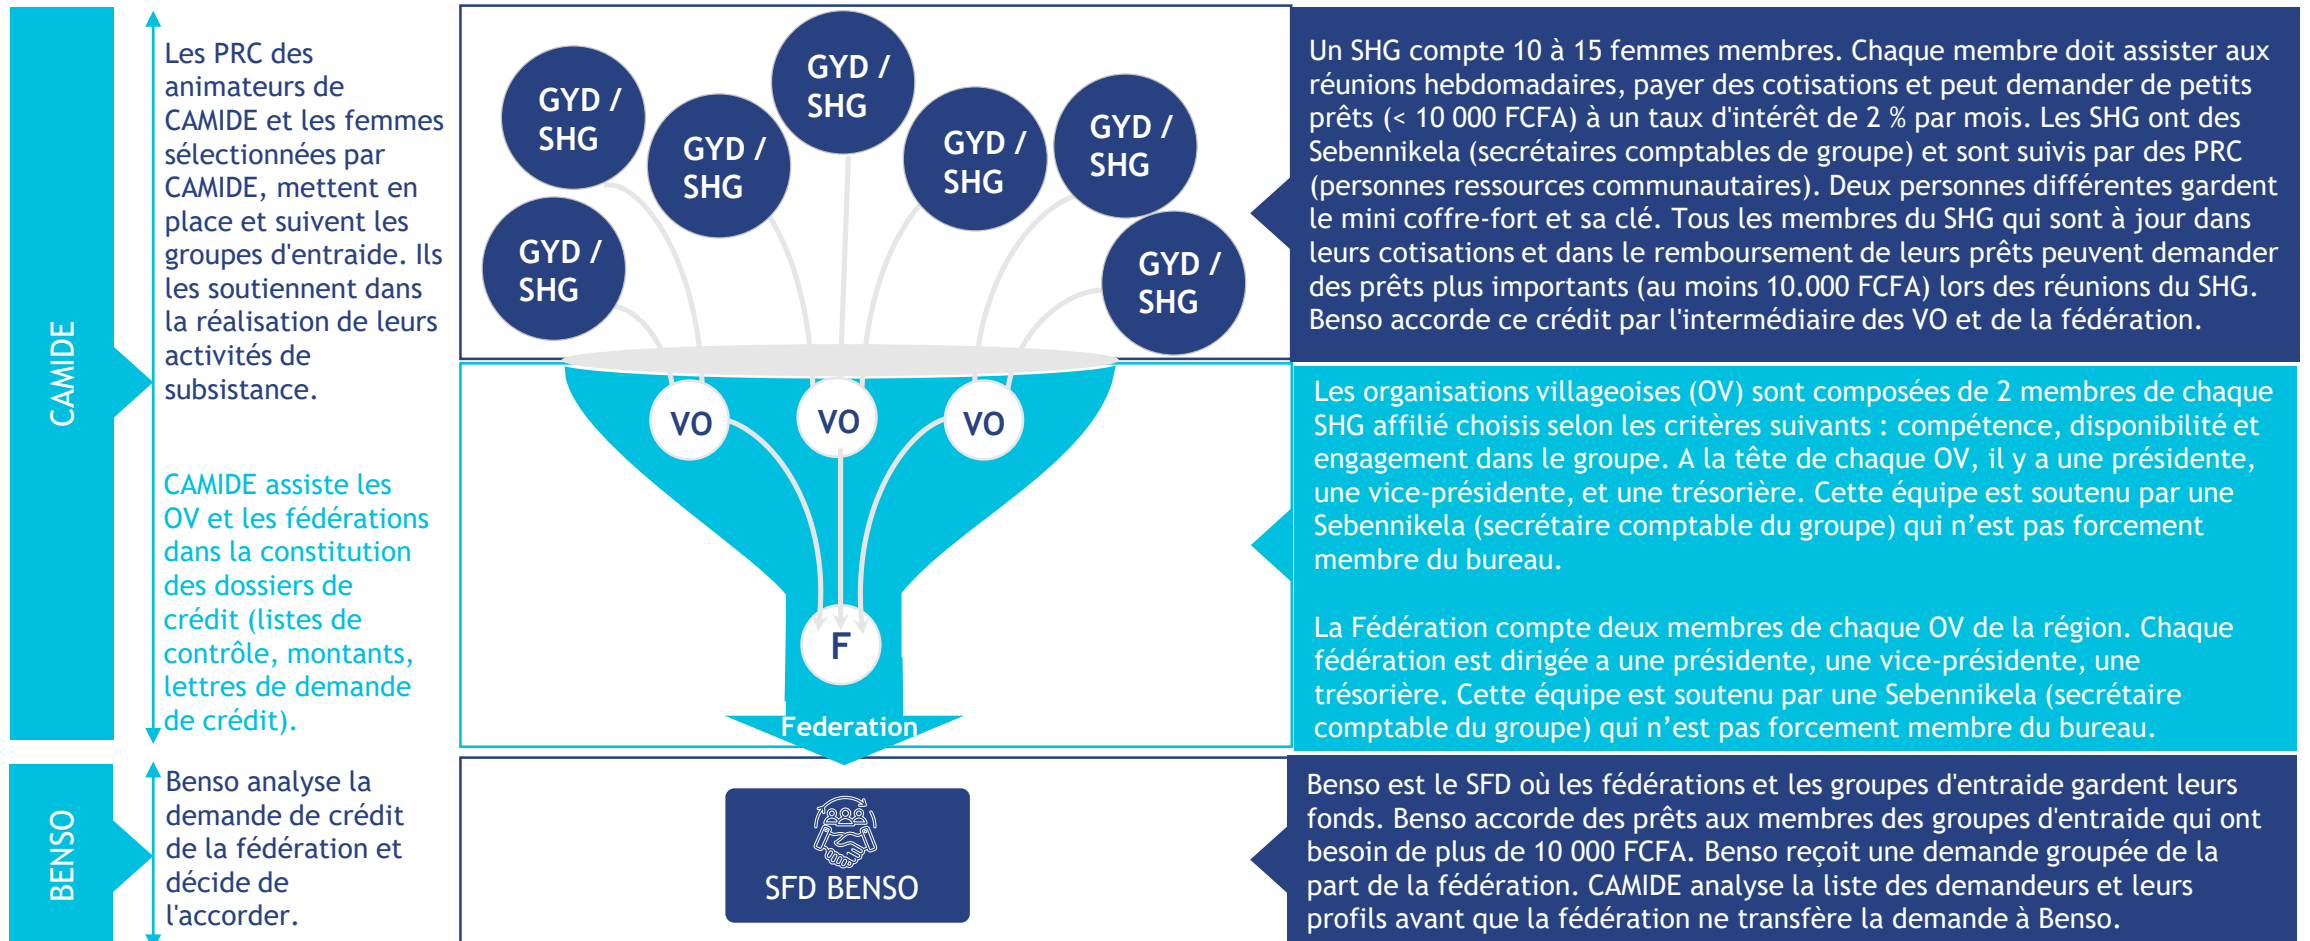 CAMIDE
Les PRC des
animateurs de
CAMIDE et les femmes
sélectionnées par
CAMIDE, mettent en
place et suivent les
groupes d'entraide. Ils
les soutiennent dans
la réalisation de leurs
activités de
subsistance.
CAMIDE assiste les
OV et les fédérations
dans la constitution
des dossiers de
crédit (listes de
contrôle, montants,
lettres de demande
de crédit).
GYD /
SHG
GYD /
SHG
GYD /
SHG
GYD /
SHG
GYD /
SHG
GYD /
SHG
GYD /
SHG
VO
VO
VO
F
Federation
Un SHG compte 10 à 15 femmes membres. Chaque membre doit assister aux
réunions hebdomadaires, payer des cotisations et peut demander de petits
prêts (< 10 000 FCFA) à un taux d'intérêt de 2 % par mois. Les SHG ont des
Sebennikela (secrétaires comptables de groupe) et sont suivis par des PRC
(personnes ressources communautaires). Deux personnes différentes gardent
le mini coffre-fort et sa clé. Tous les membres du SHG qui sont à jour dans
leurs cotisations et dans le remboursement de leurs prêts peuvent demander
des prêts plus importants (au moins 10.000 FCFA) lors des réunions du SHG.
Benso accorde ce crédit par l'intermédiaire des VO et de la fédération.
Les organisations villageoises (OV) sont composées de 2 membres de chaque
SHG affilié choisis selon les critères suivants : compétence, disponibilité et
engagement dans le groupe. A la tête de chaque OV, il y a une présidente,
une vice-présidente, et une trésorière. Cette équipe est soutenu par une
Sebennikela (secrétaire comptable du groupe) qui n’est pas forcement
membre du bureau.
La Fédération compte deux membres de chaque OV de la région. Chaque
fédération est dirigée a une présidente, une vice-présidente, une
trésorière. Cette équipe est soutenu par une Sebennikela (secrétaire
comptable du groupe) qui n’est pas forcement membre du bureau.
BENSO
Benso analyse la
demande de crédit
de la fédération et
décide de
l'accorder.
SFD BENSO
Benso est le SFD où les fédérations et les groupes d'entraide gardent leurs
fonds. Benso accorde des prêts aux membres des groupes d'entraide qui ont
besoin de plus de 10 000 FCFA. Benso reçoit une demande groupée de la
part de la fédération. CAMIDE analyse la liste des demandeurs et leurs
profils avant que la fédération ne transfère la demande à Benso.